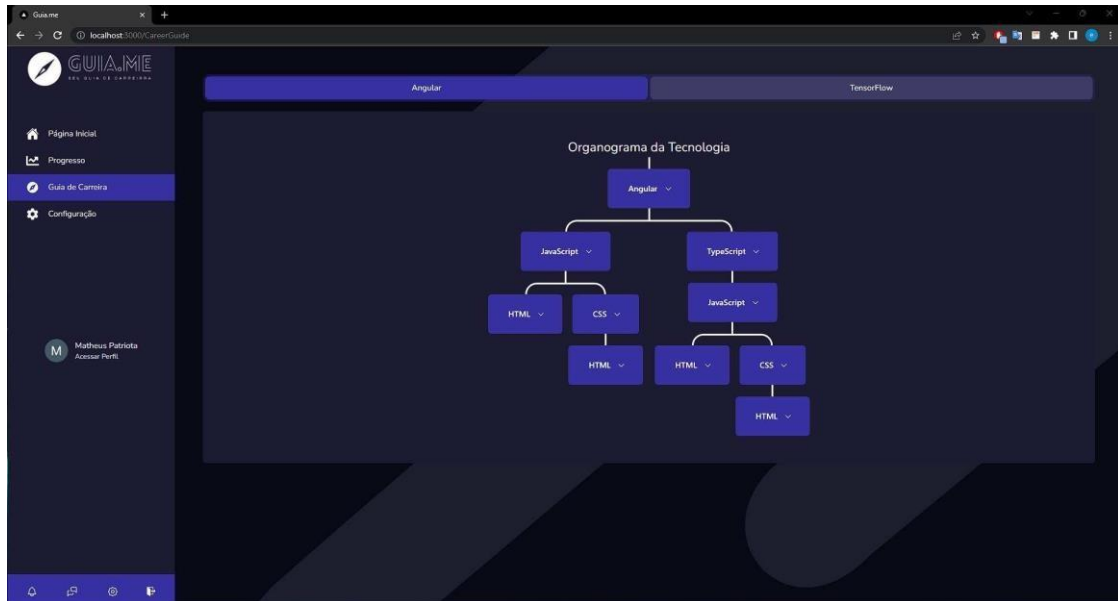 Guia.me
localhost:3000/CareerGuide
GUIA.ME
SEU GUIA DE CARREIRA
Angular
TensorFlow
Página Inicial
Progresso
Guia de Carreira
Configuração
Matheus Patriota
Acessar Perfil
M
Organograma da Tecnologia
Angular
JavaScript
TypeScript
HTML
CSS
JavaScript
HTML
HTML
CSS
HTML